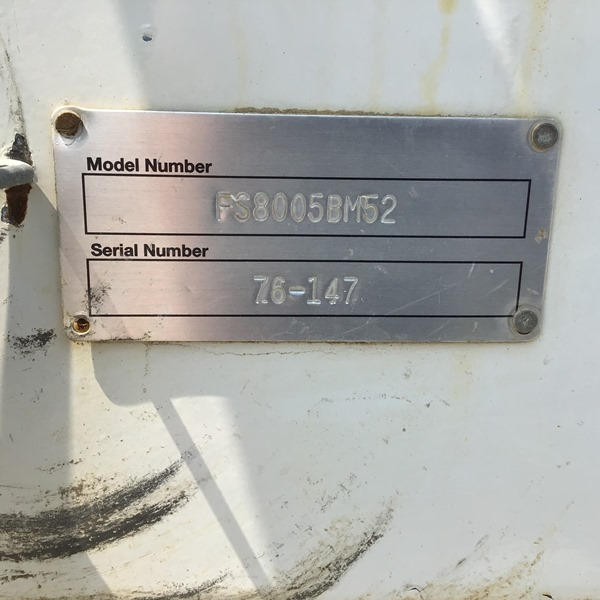 Model Number
FS8005BM52
Serial Number
76-147